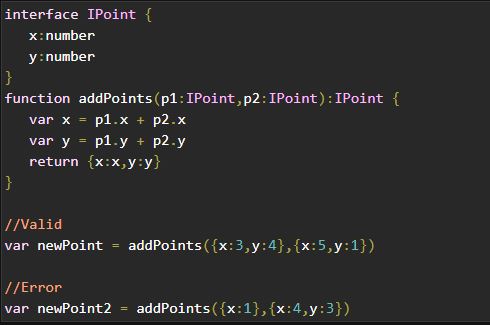 interface IPoint {
   x:number
   y:number
}
function addPoints(p1:IPoint,p2:IPoint):IPoint {
   var x = p1.x + p2.x
   var y = p1.y + p2.y
   return {x:x,y:y}
}

//Valid
var newPoint = addPoints({x:3,y:4},{x:5,y:1})

//Error
var newPoint2 = addPoints({x:1},{x:4,y:3})